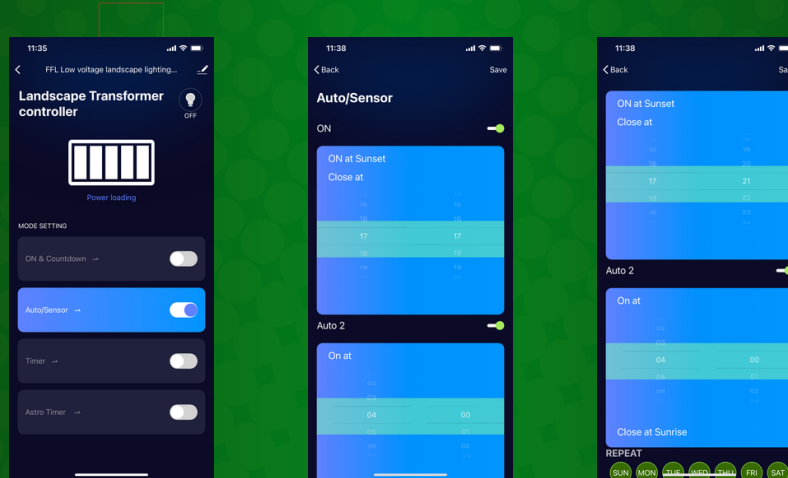 11:35
FFL Low voltage landscape lighting...
Landscape Transformer
controller
OFF
Power loading
MODE SETTING
ON & Countdown →
Auto/Sensor →
Timer →
Astro Timer →
11:38
Back
Save
Auto/Sensor
ON
ON at Sunset
Close at
15 15
16 16
17 17
18 18
19 19
Auto 2
On at
02
03
04 00
05 01
06 02
11:38
Back
Sa
ON at Sunset
Close at
15 19
16 20
17 21
18 22
19 23
Auto 2
On at
02
03
04 00
05 01
06 02
Close at Sunrise
REPEAT
SUN MON TUE WED THU FRI SAT